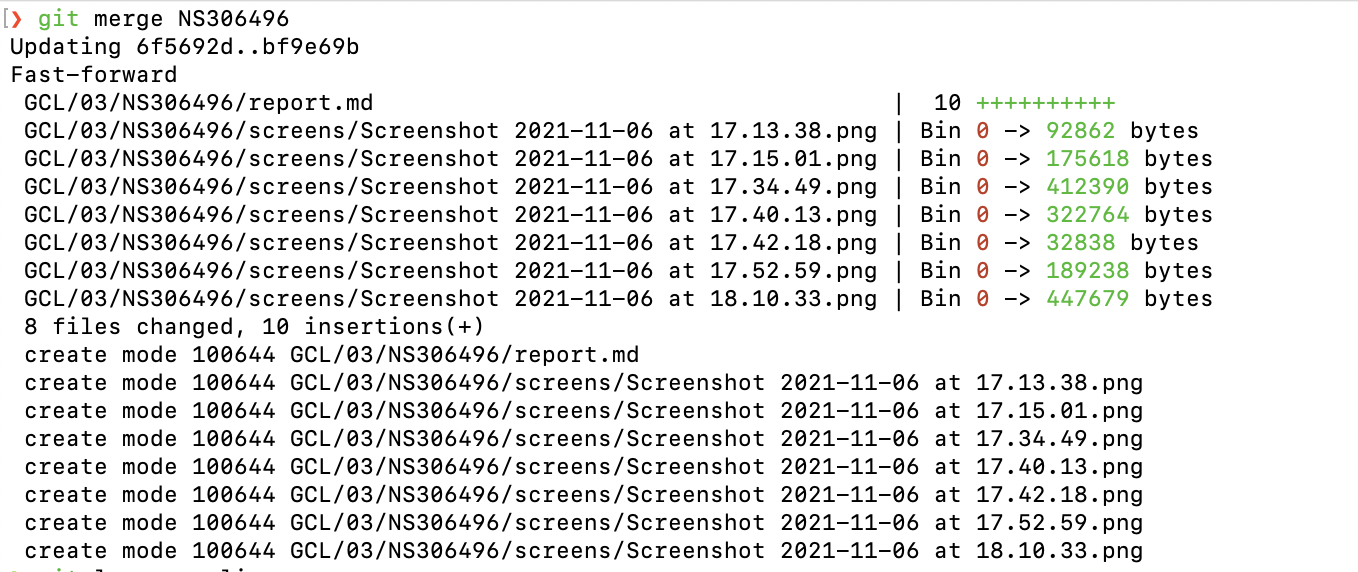 [❯ git merge NS306496
Updating 6f5692d..bf9e69b
Fast-forward
 GCL/03/NS306496/report.md                                     |  10 ++++++++++
 GCL/03/NS306496/screens/Screenshot 2021-11-06 at 17.13.38.png | Bin 0 -> 92862 bytes
 GCL/03/NS306496/screens/Screenshot 2021-11-06 at 17.15.01.png | Bin 0 -> 175618 bytes
 GCL/03/NS306496/screens/Screenshot 2021-11-06 at 17.34.49.png | Bin 0 -> 412390 bytes
 GCL/03/NS306496/screens/Screenshot 2021-11-06 at 17.40.13.png | Bin 0 -> 322764 bytes
 GCL/03/NS306496/screens/Screenshot 2021-11-06 at 17.42.18.png | Bin 0 -> 32838 bytes
 GCL/03/NS306496/screens/Screenshot 2021-11-06 at 17.52.59.png | Bin 0 -> 189238 bytes
 GCL/03/NS306496/screens/Screenshot 2021-11-06 at 18.10.33.png | Bin 0 -> 447679 bytes
 8 files changed, 10 insertions(+)
 create mode 100644 GCL/03/NS306496/report.md
 create mode 100644 GCL/03/NS306496/screens/Screenshot 2021-11-06 at 17.13.38.png
 create mode 100644 GCL/03/NS306496/screens/Screenshot 2021-11-06 at 17.15.01.png
 create mode 100644 GCL/03/NS306496/screens/Screenshot 2021-11-06 at 17.34.49.png
 create mode 100644 GCL/03/NS306496/screens/Screenshot 2021-11-06 at 17.40.13.png
 create mode 100644 GCL/03/NS306496/screens/Screenshot 2021-11-06 at 17.42.18.png
 create mode 100644 GCL/03/NS306496/screens/Screenshot 2021-11-06 at 17.52.59.png
 create mode 100644 GCL/03/NS306496/screens/Screenshot 2021-11-06 at 18.10.33.png